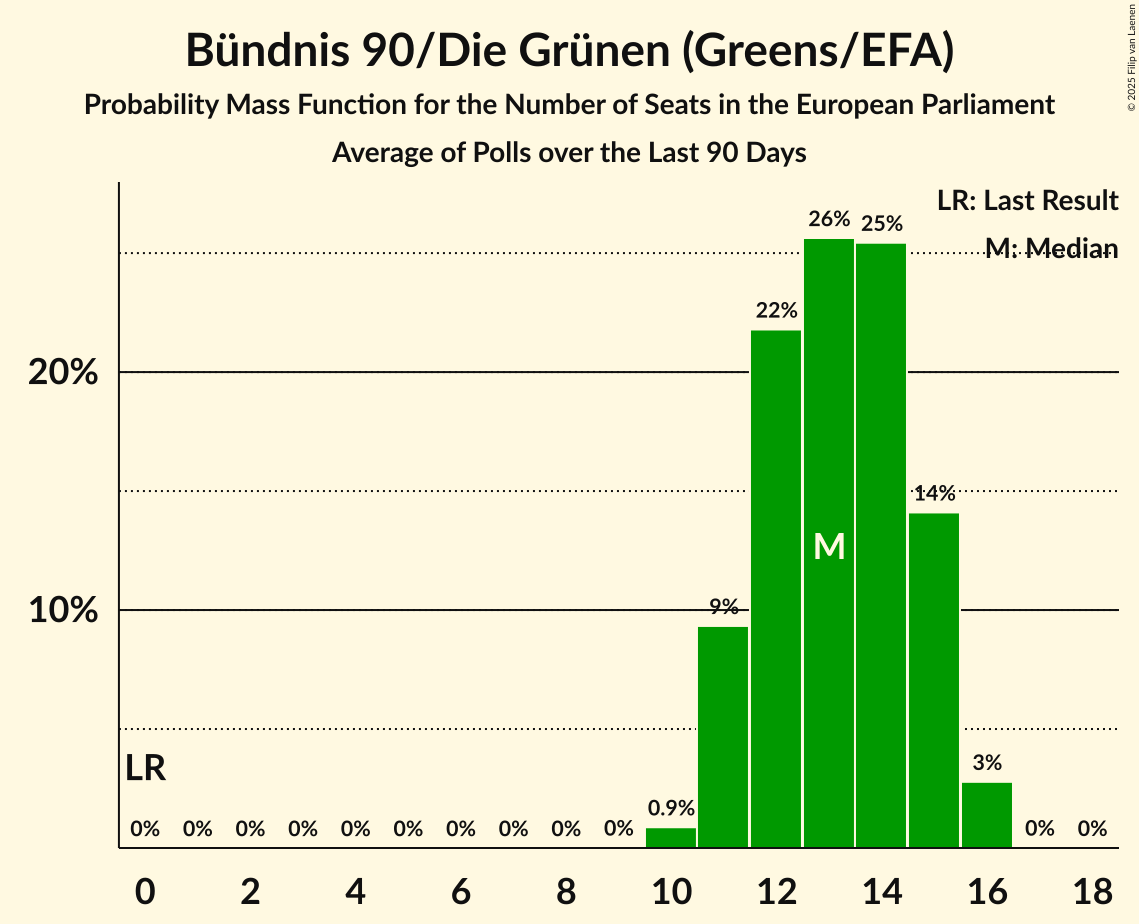 Bündnis 90/Die Grünen (Greens/EFA)
Probability Mass Function for the Number of Seats in the European Parliament
Average of Polls over the Last 90 Days
© 2025 Filip van Laenen
LR: Last Result
M: Median
26%
25%
22%
20%
14%
M
10%
9%
LR
3%
0.9%
0% 0% 0% 0% 0% 0% 0% 0% 0% 0% 0% 0%
0 2 4 6 8 10 12 14 16 18